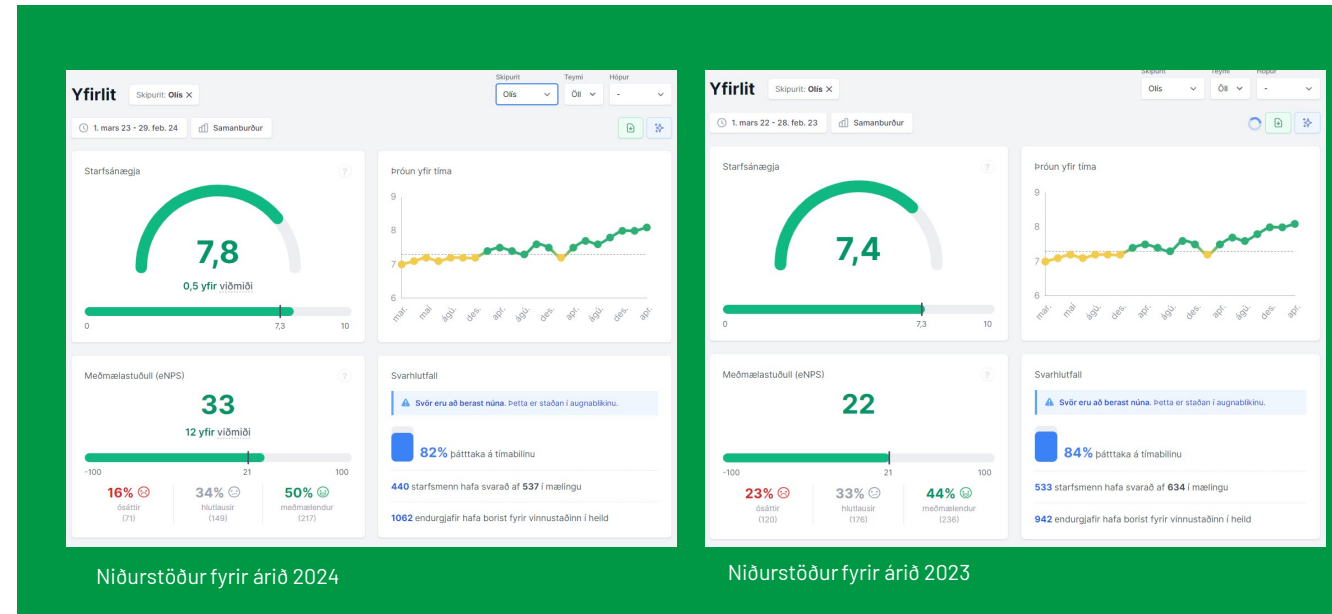 Skipurit Teymi Hópur
Yfirlit Skipurit: Olís X Olís Öll -
1. mars 23 - 29. feb. 24 Samanburður
Starfsánægja ?
7,8
0,5 yfir viðmiði
0 7,3 10
Þróun yfir tíma
9
8
7
6
mar. maí ágú. des. apr. ágú. des. apr. ágú. des. apr.
Meðmælastuðull (eNPS) ?
33
12 yfir viðmiði
-100 21 100
16% 34% 50%
ósáttir hlutlausir meðmælendur
(71) (149) (217)
Svarhlutfall
Svör eru að berast núna. Þetta er staðan í augnablikinu.
82% þátttaka á tímabilinu
440 starfsmenn hafa svarað af 537 í mælingu
1062 endurgjafir hafa borist fyrir vinnustaðinn í heild
Niðurstöður fyrir árið 2024
Skipurit Teymi Hópur
Yfirlit Skipurit: Olís X Olís Öll -
1. mars 22 - 28. feb. 23 Samanburður
Starfsánægja ?
7,4
0 7,3 10
Þróun yfir tíma
9
8
7
6
mar. maí ágú. des. apr. ágú. des. apr. ágú. des. apr.
Meðmælastuðull (eNPS) ?
22
-100 21 100
23% 33% 44%
ósáttir hlutlausir meðmælendur
(120) (176) (236)
Svarhlutfall
Svör eru að berast núna. Þetta er staðan í augnablikinu.
84% þátttaka á tímabilinu
533 starfsmenn hafa svarað af 634 í mælingu
942 endurgjafir hafa borist fyrir vinnustaðinn í heild
Niðurstöður fyrir árið 2023